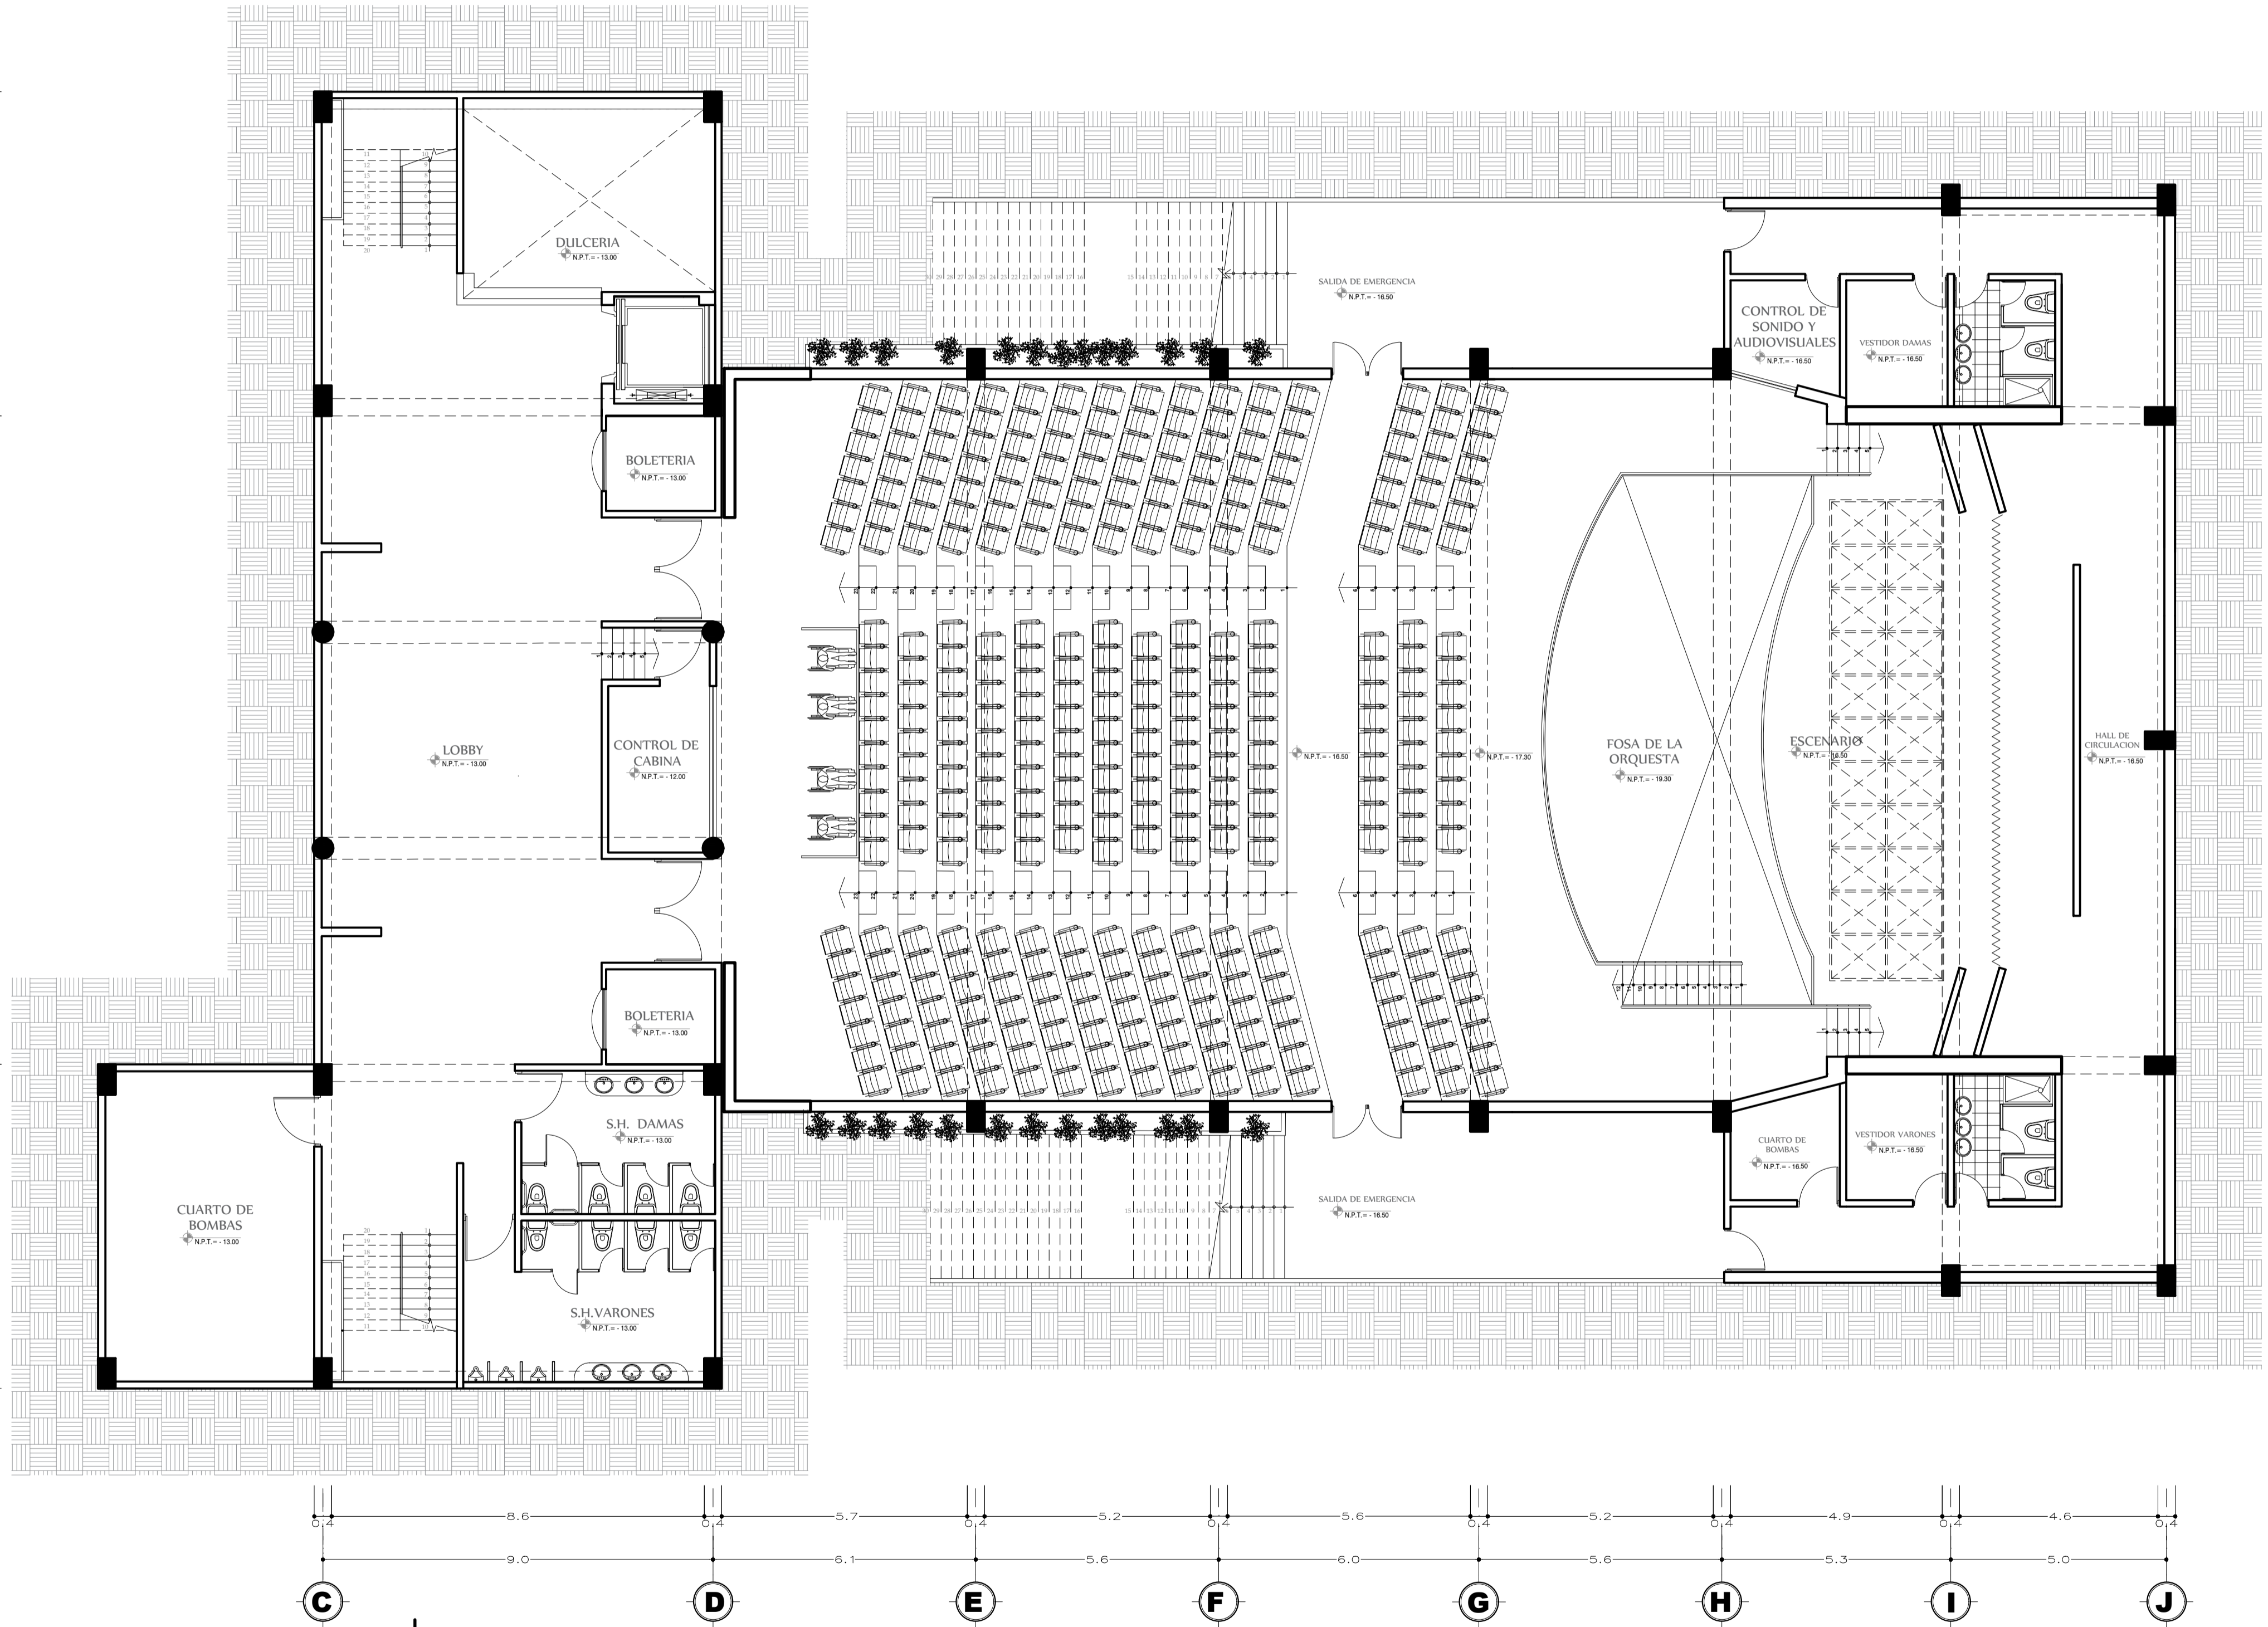 DULCERIA
N.P.T. = - 13.00
SALIDA DE EMERGENCIA
N.P.T. = - 16.50
CONTROL DE
SONIDO Y
AUDIOVISUALES
N.P.T. = - 16.50
VESTIDOR DAMAS
N.P.T. = - 16.50
BOLETERIA
N.P.T. = - 13.00
LOBBY
N.P.T. = - 13.00
CONTROL DE
CABINA
N.P.T. = - 12.00
N.P.T. = - 16.50
N.P.T. = - 17.30
FOSA DE LA
ORQUESTA
N.P.T. = - 19.30
ESCENARIO
N.P.T. = - 16.50
HALL DE
CIRCULACION
N.P.T. = - 16.50
BOLETERIA
N.P.T. = - 13.00
S.H. DAMAS
N.P.T. = - 13.00
CUARTO DE
BOMBAS
N.P.T. = - 16.50
VESTIDOR VARONES
N.P.T. = - 16.50
CUARTO DE
BOMBAS
N.P.T. = - 13.00
SALIDA DE EMERGENCIA
N.P.T. = - 16.50
S.H.VARONES
N.P.T. = - 13.00
0.4 8.6 0.4 5.7 0.4 5.2 0.4 5.6 0.4 5.2 0.4 4.9 0.4 4.6 0.4
9.0 6.1 5.6 6.0 5.6 5.3 5.0
C D E F G H I J